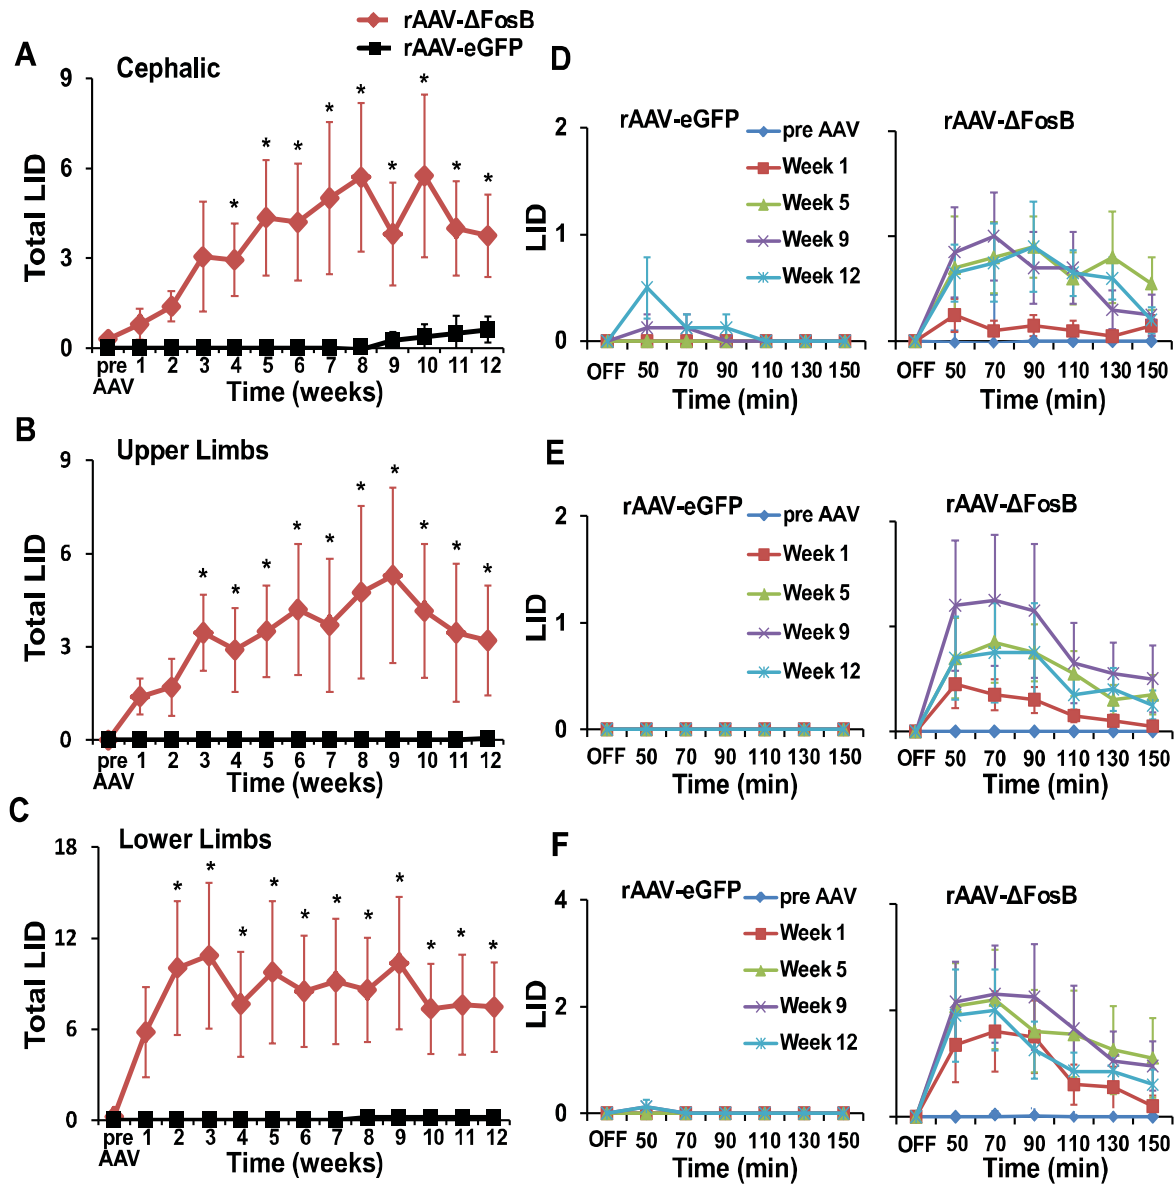 rAAV-ΔFosB
rAAV-eGFP
A
Cephalic
Total LID
9
6
3
0
* * * * * * * * *
pre AAV 1 2 3 4 5 6 7 8 9 10 11 12
Time (weeks)
B
Upper Limbs
Total LID
9
6
3
0
* * * * * * * * * *
pre AAV 1 2 3 4 5 6 7 8 9 10 11 12
Time (weeks)
C
Lower Limbs
Total LID
18
12
6
0
* * * * * * * * * * *
pre AAV 1 2 3 4 5 6 7 8 9 10 11 12
Time (weeks)
D
rAAV-eGFP
pre AAV
Week 1
Week 5
Week 9
Week 12
LID
2
1
0
OFF 50 70 90 110 130 150
Time (min)
rAAV-ΔFosB
OFF 50 70 90 110 130 150
Time (min)
E
rAAV-eGFP
pre AAV
Week 1
Week 5
Week 9
Week 12
LID
2
1
0
OFF 50 70 90 110 130 150
Time (min)
rAAV-ΔFosB
OFF 50 70 90 110 130 150
Time (min)
F
rAAV-eGFP
pre AAV
Week 1
Week 5
Week 9
Week 12
LID
4
2
0
OFF 50 70 90 110 130 150
Time (min)
rAAV-ΔFosB
OFF 50 70 90 110 130 150
Time (min)